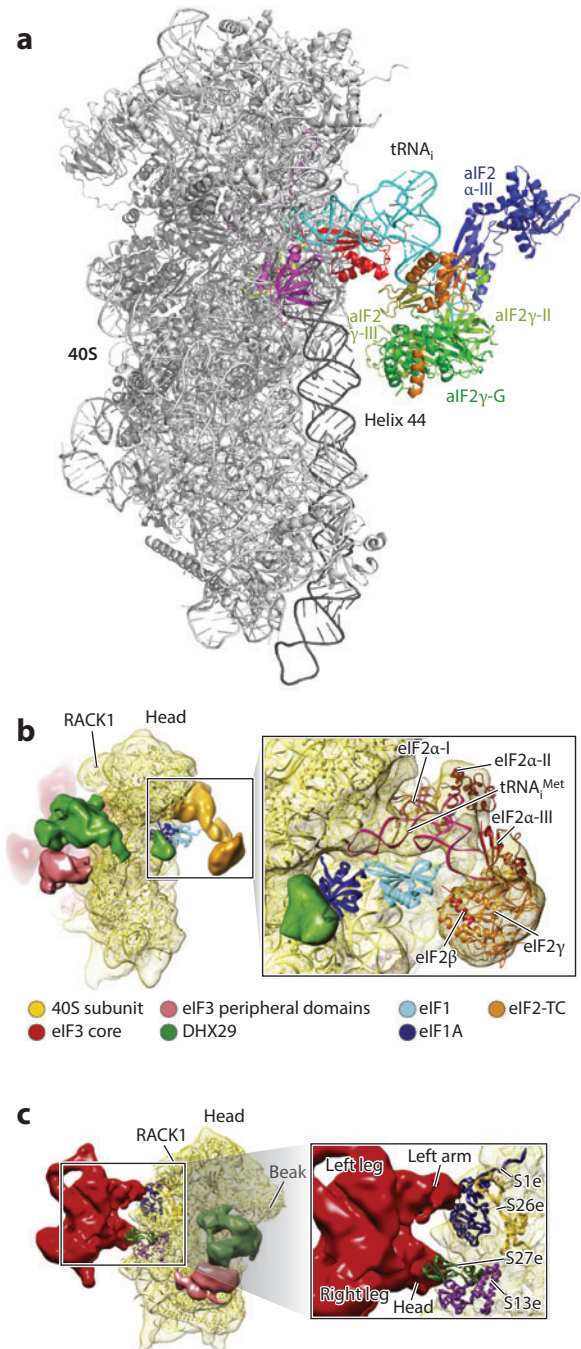 a
tRNAi
aIF2
α-III
aIF2
γ-III
aIF2γ-II
40S
aIF2γ-G
Helix 44
b
RACK1
Head
eIF2α-I
eIF2α-II
tRNAiMet
eIF2α-III
eIF2β
eIF2γ
40S subunit
eIF3 peripheral domains
eIF1
eIF2-TC
eIF3 core
DHX29
eIF1A
c
Head
RACK1
Beak
Left leg
Left arm
S1e
S26e
S27e
Right leg
Head
S13e